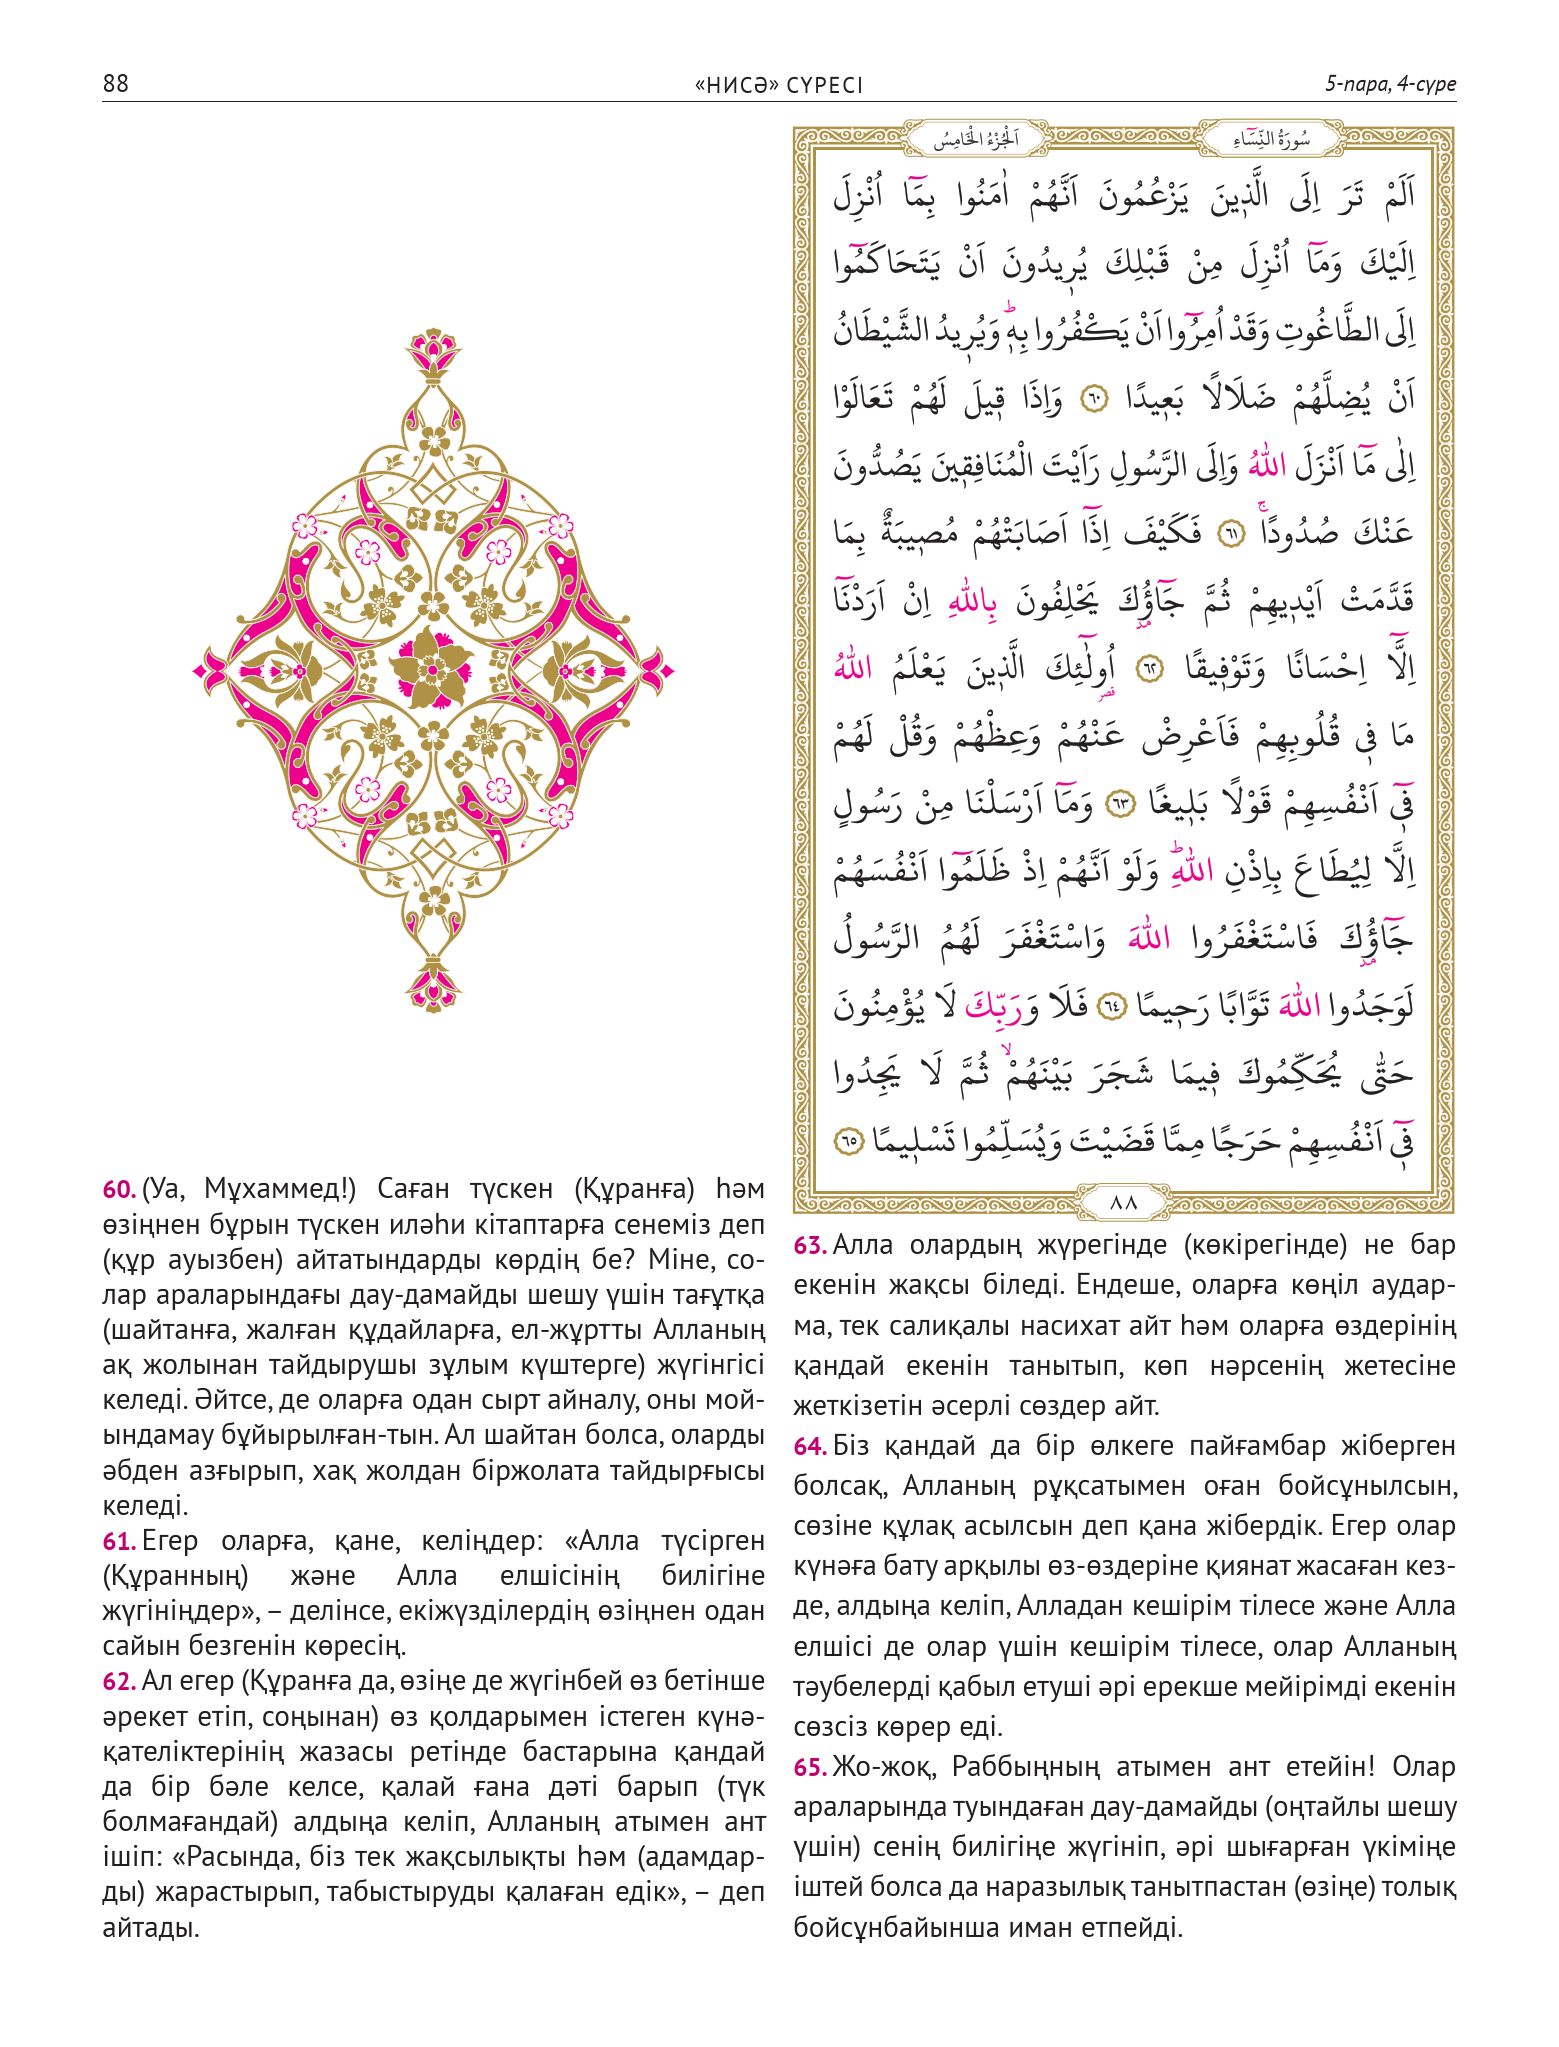 88
«НИСӘ» СҮРЕСІ
5-пара, 4-сүре
سُورَةُ النِّسَٓاءِ
اَلْجُزْءُ الْخَامِسُ
اَلَمْ تَرَ اِلَى الَّذ۪ينَ يَزْعُمُونَ اَنَّهُمْ اٰمَنُوا بِمَٓا اُنْزِلَ
اِلَيْكَ وَمَٓا اُنْزِلَ مِنْ قَبْلِكَ يُر۪يدُونَ اَنْ يَتَحَاكَمُٓوا
اِلَى الطَّاغُوتِ وَقَدْ اُمِرُٓوا اَنْ يَكْفُرُوا بِه۪ۜ وَيُر۪يدُ الشَّيْطَانُ
اَنْ يُضِلَّهُمْ ضَلَالًا بَع۪يدًا ﴿٦٠﴾ وَاِذَا ق۪يلَ لَهُمْ تَعَالَوْا
اِلٰى مَٓا اَنْزَلَ اللّٰهُ وَاِلَى الرَّسُولِ رَاَيْتَ الْمُنَافِق۪ينَ يَصُدُّونَ
عَنْكَ صُدُودًاۚ ﴿٦١﴾ فَكَيْفَ اِذَٓا اَصَابَتْهُمْ مُص۪يبَةٌ بِمَا
قَدَّمَتْ اَيْد۪يهِمْ ثُمَّ جَٓاؤُ۫كَ يَحْلِفُونَ بِاللّٰهِ اِنْ اَرَدْنَٓا
اِلَّٓا اِحْسَانًا وَتَوْف۪يقًا ﴿٦٢﴾ اُو۬لٰٓئِكَ الَّذ۪ينَ يَعْلَمُ اللّٰهُ
مَا ف۪ي قُلُوبِهِمْ فَاَعْرِضْ عَنْهُمْ وَعِظْهُمْ وَقُلْ لَهُمْ
ف۪ٓي اَنْفُسِهِمْ قَوْلًا بَل۪يغًا ﴿٦٣﴾ وَمَٓا اَرْسَلْنَا مِنْ رَسُولٍ
اِلَّا لِيُطَاعَ بِاِذْنِ اللّٰهِۜ وَلَوْ اَنَّهُمْ اِذْ ظَلَمُٓوا اَنْفُسَهُمْ
جَٓاؤُ۫كَ فَاسْتَغْفَرُوا اللّٰهَ وَاسْتَغْفَرَ لَهُمُ الرَّسُولُ
لَوَجَدُوا اللّٰهَ تَوَّابًا رَح۪يمًا ﴿٦٤﴾ فَلَا وَرَبِّكَ لَا يُؤْمِنُونَ
حَتّٰى يُحَكِّمُوكَ ف۪يمَا شَجَرَ بَيْنَهُمْۙ ثُمَّ لَا يَجِدُوا
ف۪ٓي اَنْفُسِهِمْ حَرَجًا مِمَّا قَضَيْتَ وَيُسَلِّمُوا تَسْل۪يمًا ﴿٦٥﴾
٨٨
60. (Уа, Мұхаммед!) Саған түскен (Құранға) һәм
өзіңнен бұрын түскен иләһи кітаптарға сенеміз деп
(құр ауызбен) айтатындарды көрдің бе? Міне, со-
лар араларындағы дау-дамайды шешу үшін тағұтқа
(шайтанға, жалған құдайларға, ел-жұртты Алланың
ақ жолынан тайдырушы зұлым күштерге) жүгінгісі
келеді. Әйтсе, де оларға одан сырт айналу, оны мой-
ындамау бұйырылған-тын. Ал шайтан болса, оларды
әбден азғырып, хақ жолдан біржолата тайдырғысы
келеді.
61. Егер оларға, қане, келіңдер: «Алла түсірген
(Құранның) және Алла елшісінің билігіне
жүгініңдер», – делінсе, екіжүзділердің өзіңнен одан
сайын безгенін көресің.
62. Ал егер (Құранға да, өзіңе де жүгінбей өз бетінше
әрекет етіп, соңынан) өз қолдарымен істеген күнә-
қателіктерінің жазасы ретінде бастарына қандай
да бір бәле келсе, қалай ғана дәті барып (түк
болмағандай) алдыңа келіп, Алланың атымен ант
ішіп: «Расында, біз тек жақсылықты һәм (адамдар-
ды) жарастырып, табыстыруды қалаған едік», – деп
айтады.
63. Алла олардың жүрегінде (көкірегінде) не бар
екенін жақсы біледі. Ендеше, оларға көңіл аудар-
ма, тек салиқалы насихат айт һәм оларға өздерінің
қандай екенін танытып, көп нәрсенің жетесіне
жеткізетін әсерлі сөздер айт.
64. Біз қандай да бір өлкеге пайғамбар жіберген
болсақ, Алланың рұқсатымен оған бойсұнылсын,
сөзіне құлақ асылсын деп қана жібердік. Егер олар
күнәға бату арқылы өз-өздеріне қиянат жасаған кез-
де, алдыңа келіп, Алладан кешірім тілесе және Алла
елшісі де олар үшін кешірім тілесе, олар Алланың
тәубелерді қабыл етуші әрі ерекше мейірімді екенін
сөзсіз көрер еді.
65. Жо-жоқ, Раббыңның атымен ант етейін! Олар
араларында туындаған дау-дамайды (оңтайлы шешу
үшін) сенің билігіңе жүгініп, әрі шығарған үкіміңе
іштей болса да наразылық танытпастан (өзіңе) толық
бойсұнбайынша иман етпейді.